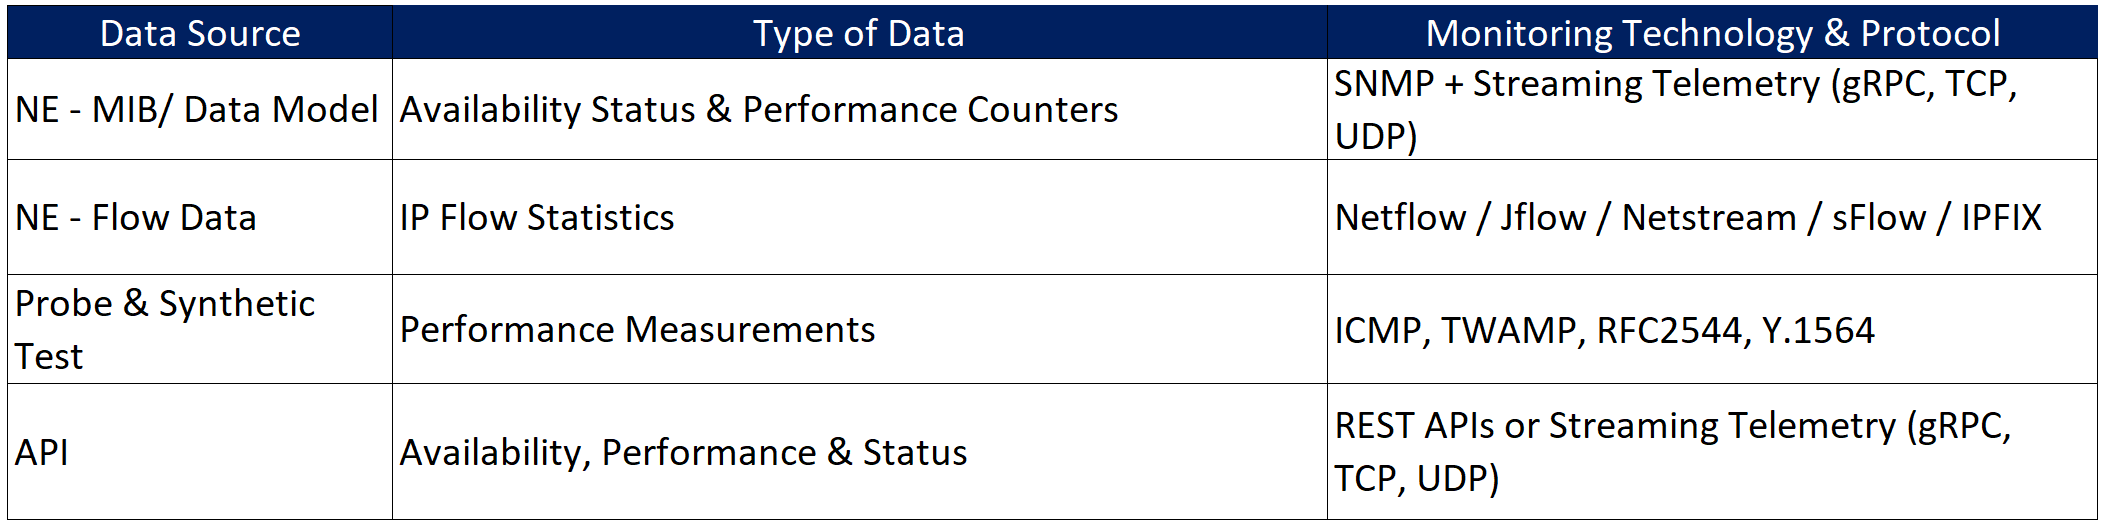 Data Source
Type of Data
Monitoring Technology & Protocol
NE - MIB/ Data Model
Availability Status & Performance Counters
SNMP + Streaming Telemetry (gRPC, TCP,
UDP)
NE - Flow Data
IP Flow Statistics
Netflow / Jflow / Netstream / sFlow / IPFIX
Probe & Synthetic
Test
Performance Measurements
ICMP, TWAMP, RFC2544, Y.1564
API
Availability, Performance & Status
REST APIs or Streaming Telemetry (gRPC,
TCP, UDP)